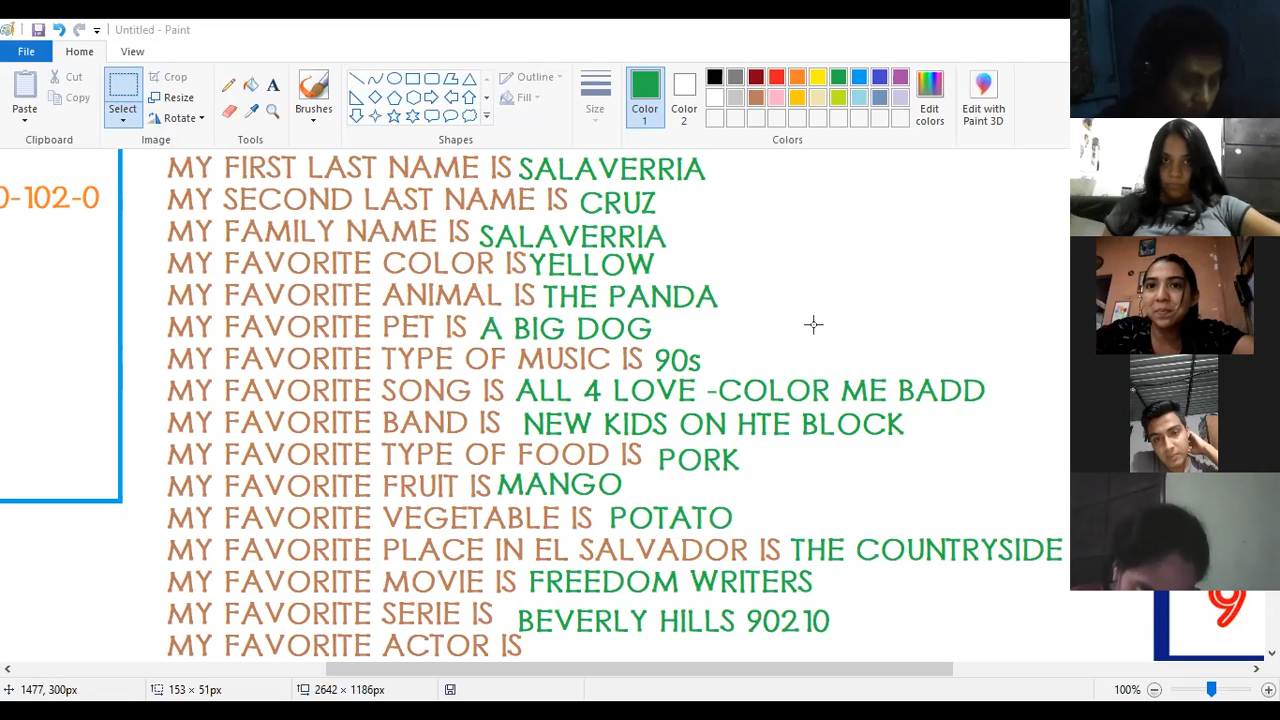 Untitled - Paint
File Home View
Paste Cut Copy Select Crop Resize Rotate Brushes Outline Fill Size Color 1 Color 2 Edit colors Edit with Paint 3D
Clipboard Image Tools Shapes Colors
0-102-0
MY FIRST LAST NAME IS SALAVERRIA
MY SECOND LAST NAME IS CRUZ
MY FAMILY NAME IS SALAVERRIA
MY FAVORITE COLOR IS YELLOW
MY FAVORITE ANIMAL IS THE PANDA
MY FAVORITE PET IS A BIG DOG
MY FAVORITE TYPE OF MUSIC IS 90s
MY FAVORITE SONG IS ALL 4 LOVE -COLOR ME BADD
MY FAVORITE BAND IS NEW KIDS ON HTE BLOCK
MY FAVORITE TYPE OF FOOD IS PORK
MY FAVORITE FRUIT IS MANGO
MY FAVORITE VEGETABLE IS POTATO
MY FAVORITE PLACE IN EL SALVADOR IS THE COUNTRYSIDE
MY FAVORITE MOVIE IS FREEDOM WRITERS
MY FAVORITE SERIE IS BEVERLY HILLS 90210
MY FAVORITE ACTOR IS
9
1477, 300px 153 × 51px 2642 × 1186px 100%